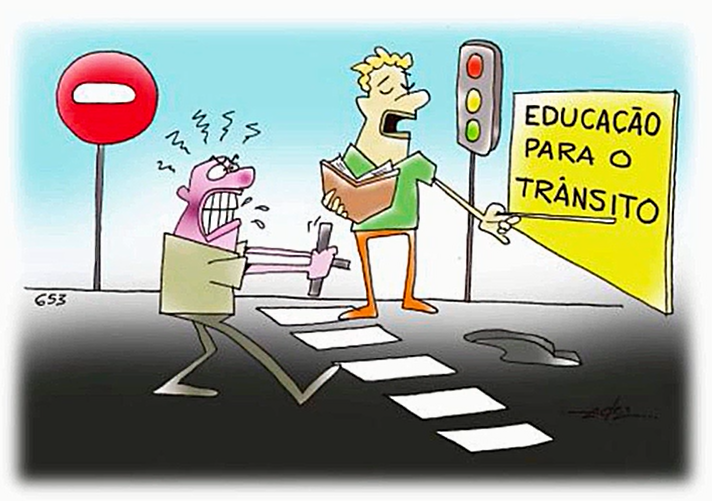 EDUCAÇÃO
PARA O
TRÂNSITO
653